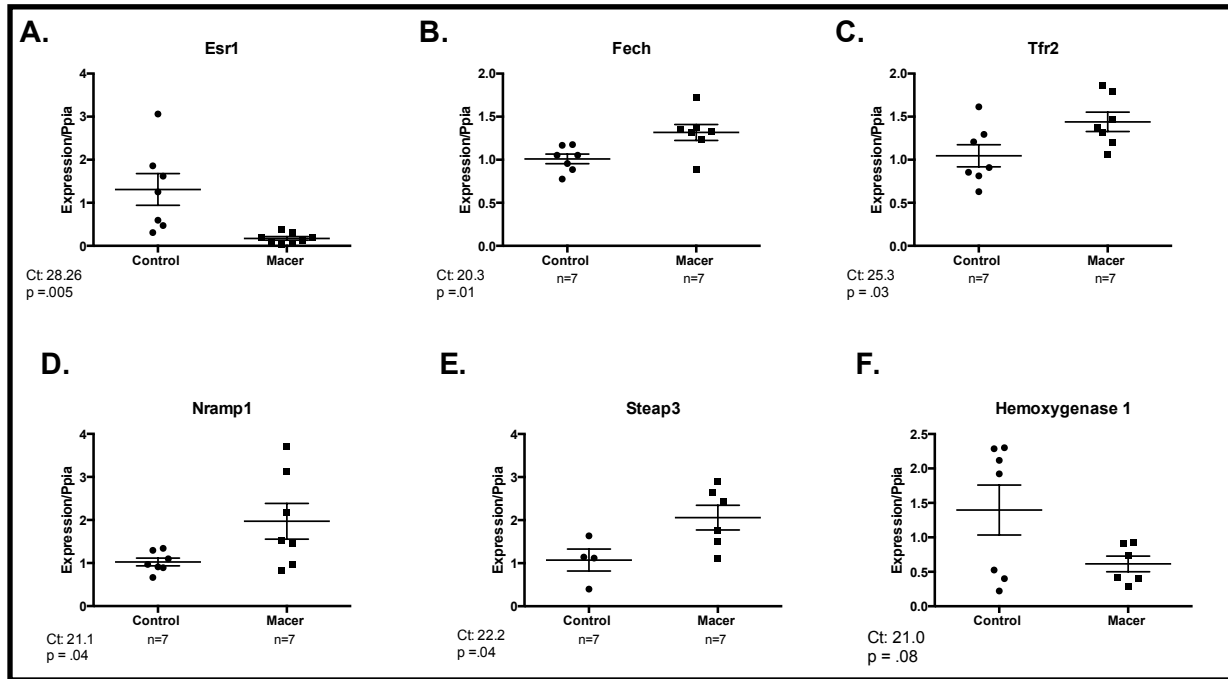 A.
Esr1
Expression/Ppia
4
3
2
1
0
Control Macer
Ct: 28.26
p =.005
B.
Fech
Expression/Ppia
2.0
1.5
1.0
0.5
0.0
Control Macer
n=7 n=7
Ct: 20.3
p =.01
C.
Tfr2
Expression/Ppia
2.0
1.5
1.0
0.5
0.0
Control Macer
n=7 n=7
Ct: 25.3
p = .03
D.
Nramp1
Expression/Ppia
4
3
2
1
0
Control Macer
n=7 n=7
Ct: 21.1
p = .04
E.
Steap3
Expression/Ppia
4
3
2
1
0
Control Macer
n=7 n=7
Ct: 22.2
p = .04
F.
Hemoxygenase 1
Expression/Ppia
2.5
2.0
1.5
1.0
0.5
0.0
Control Macer
Ct: 21.0
p = .08